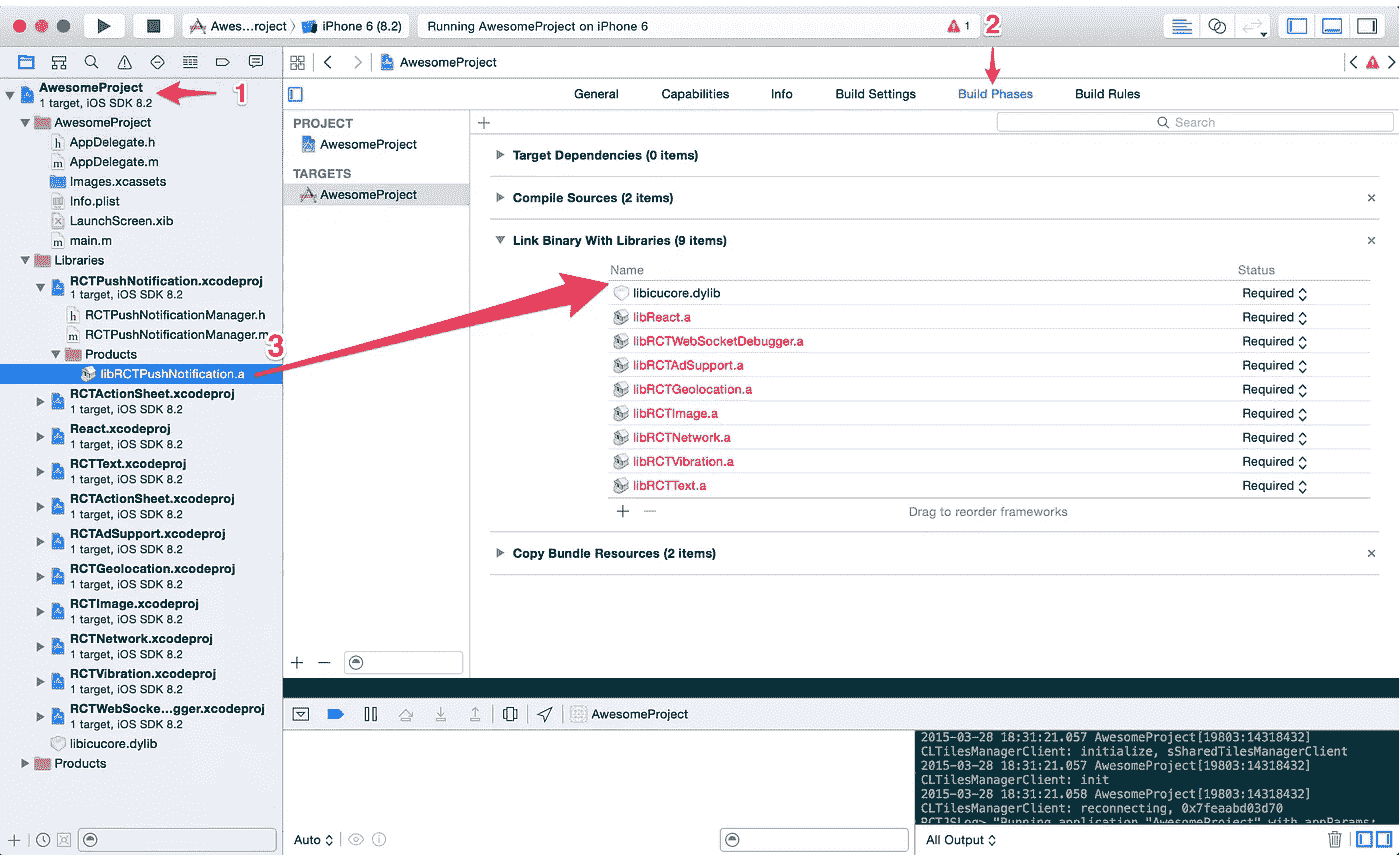 Awes...roject
iPhone 6 (8.2)
Running AwesomeProject on iPhone 6
1
2
AwesomeProject
AwesomeProject
1 target, iOS SDK 8.2
1
AwesomeProject
AppDelegate.h
AppDelegate.m
Images.xcassets
Info.plist
LaunchScreen.xib
main.m
Libraries
RCTPushNotification.xcodeproj
1 target, iOS SDK 8.2
RCTPushNotificationManager.h
RCTPushNotificationManager.m
Products
3
libRCTPushNotification.a
RCTActionSheet.xcodeproj
1 target, iOS SDK 8.2
React.xcodeproj
1 target, iOS SDK 8.2
RCTText.xcodeproj
1 target, iOS SDK 8.2
RCTActionSheet.xcodeproj
1 target, iOS SDK 8.2
RCTAdSupport.xcodeproj
1 target, iOS SDK 8.2
RCTGeolocation.xcodeproj
1 target, iOS SDK 8.2
RCTImage.xcodeproj
1 target, iOS SDK 8.2
RCTNetwork.xcodeproj
1 target, iOS SDK 8.2
RCTVibration.xcodeproj
1 target, iOS SDK 8.2
RCTWebSocke...gger.xcodeproj
1 target, iOS SDK 8.2
libicucore.dylib
Products
General Capabilities Info Build Settings Build Phases Build Rules
PROJECT
AwesomeProject
TARGETS
AwesomeProject
Search
Target Dependencies (0 items)
Compile Sources (2 items)
Link Binary With Libraries (9 items)
Name Status
libicucore.dylib Required
libReact.a Required
libRCTWebSocketDebugger.a Required
libRCTAdSupport.a Required
libRCTGeolocation.a Required
libRCTImage.a Required
libRCTNetwork.a Required
libRCTVibration.a Required
libRCTText.a Required
Drag to reorder frameworks
Copy Bundle Resources (2 items)
AwesomeProject
2015-03-28 18:31:21.057 AwesomeProject[19803:14318432]
CLTilesManagerClient: initialize, sSharedTilesManagerClient
2015-03-28 18:31:21.057 AwesomeProject[19803:14318432]
CLTilesManagerClient: init
2015-03-28 18:31:21.058 AwesomeProject[19803:14318432]
CLTilesManagerClient: reconnecting, 0x7feaabd03d70
RCTJSLog> "Running application "AwesomeProject" with appParams:
Auto
All Output